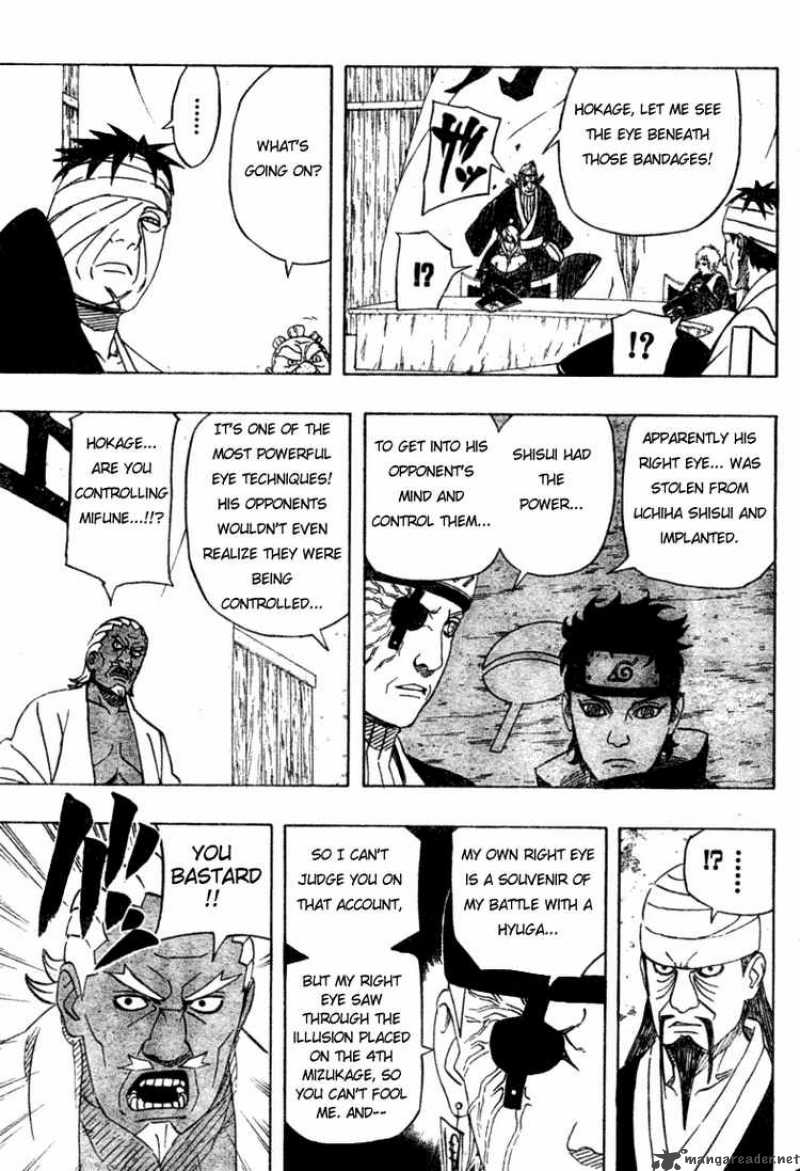 HOKAGE, LET ME SEE
THE EYE BENEATH
THOSE BANDAGES!
ザッ
!?
!?
WHAT'S
GOING ON?
......
APPARENTLY HIS
RIGHT EYE... WAS
STOLEN FROM
UCHIHA SHISUI AND
IMPLANTED.
SHISUI HAD
THE
POWER...
TO GET INTO HIS
OPPONENT'S
MIND AND
CONTROL THEM...
IT'S ONE OF THE
MOST POWERFUL
EYE TECHNIQUES!
HIS OPPONENTS
WOULDN'T EVEN
REALIZE THEY WERE
BEING
CONTROLLED...
HOKAGE...
ARE YOU
CONTROLLING
MIFUNE...!!?
!? .....
MY OWN RIGHT EYE
IS A SOUVENIR OF
MY BATTLE WITH A
HYUGA...
SO I CAN'T
JUDGE YOU ON
THAT ACCOUNT,
BUT MY RIGHT
EYE SAW
THROUGH THE
ILLUSION PLACED
ON THE 4TH
MIZUKAGE, SO
YOU CAN'T FOOL
ME. AND--
YOU
BASTARD
!!
mangareader.net